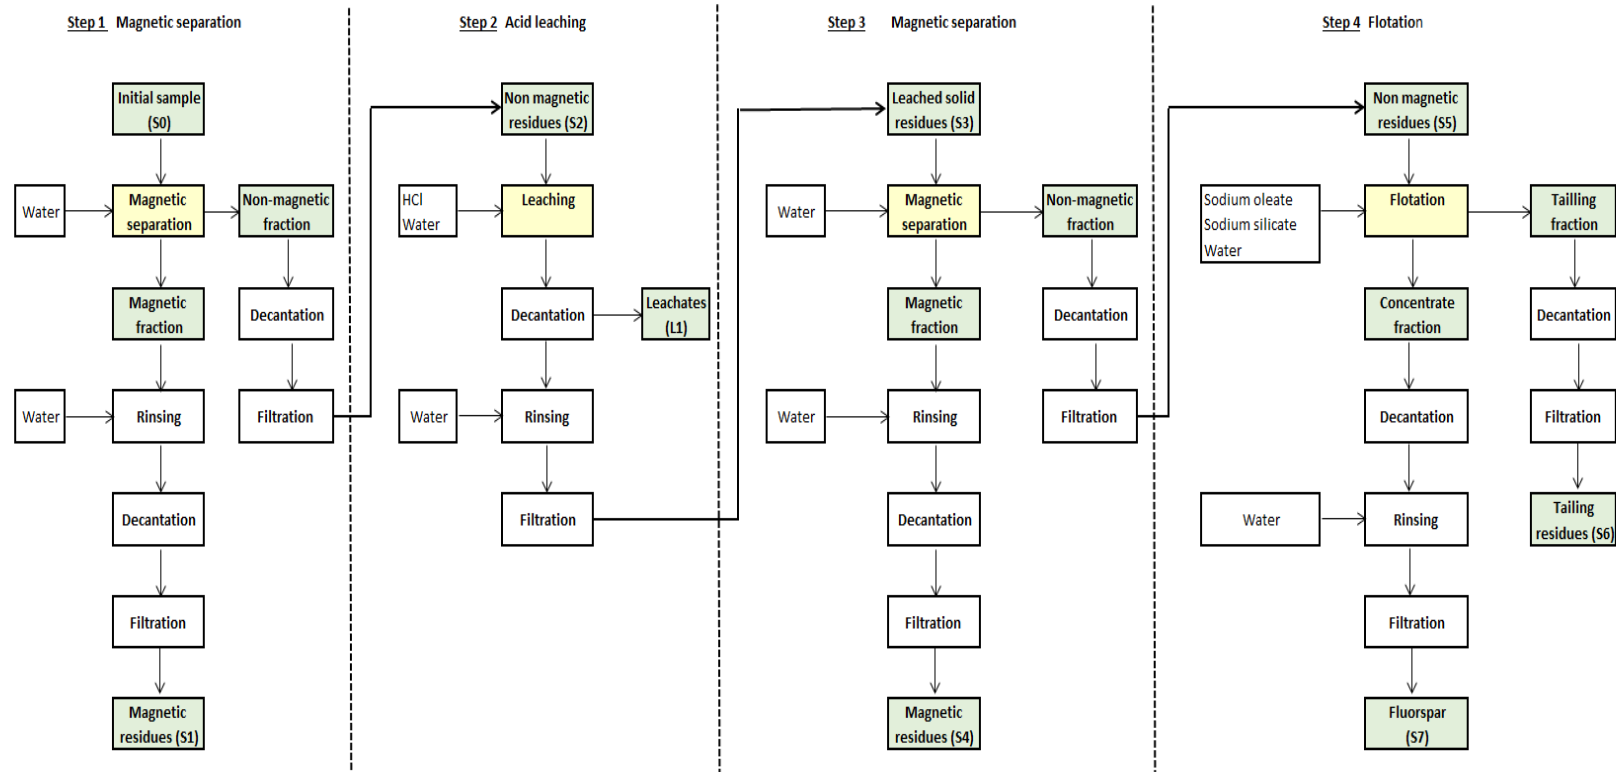 Step 1 Magnetic separation
Initial sample
(S0)
Water
Magnetic
separation
Non-magnetic
fraction
Magnetic
fraction
Decantation
Water
Rinsing
Filtration
Decantation
Filtration
Magnetic
residues (S1)
Step 2 Acid leaching
Non magnetic
residues (S2)
HCl
Water
Leaching
Decantation
Leachates
(L1)
Water
Rinsing
Filtration
Step 3 Magnetic separation
Leached solid
residues (S3)
Water
Magnetic
separation
Non-magnetic
fraction
Magnetic
fraction
Decantation
Water
Rinsing
Filtration
Decantation
Filtration
Magnetic
residues (S4)
Step 4 Flotation
Non magnetic
residues (S5)
Sodium oleate
Sodium silicate
Water
Flotation
Tailling
fraction
Concentrate
fraction
Decantation
Decantation
Filtration
Water
Rinsing
Tailing
residues (S6)
Filtration
Fluorspar
(S7)